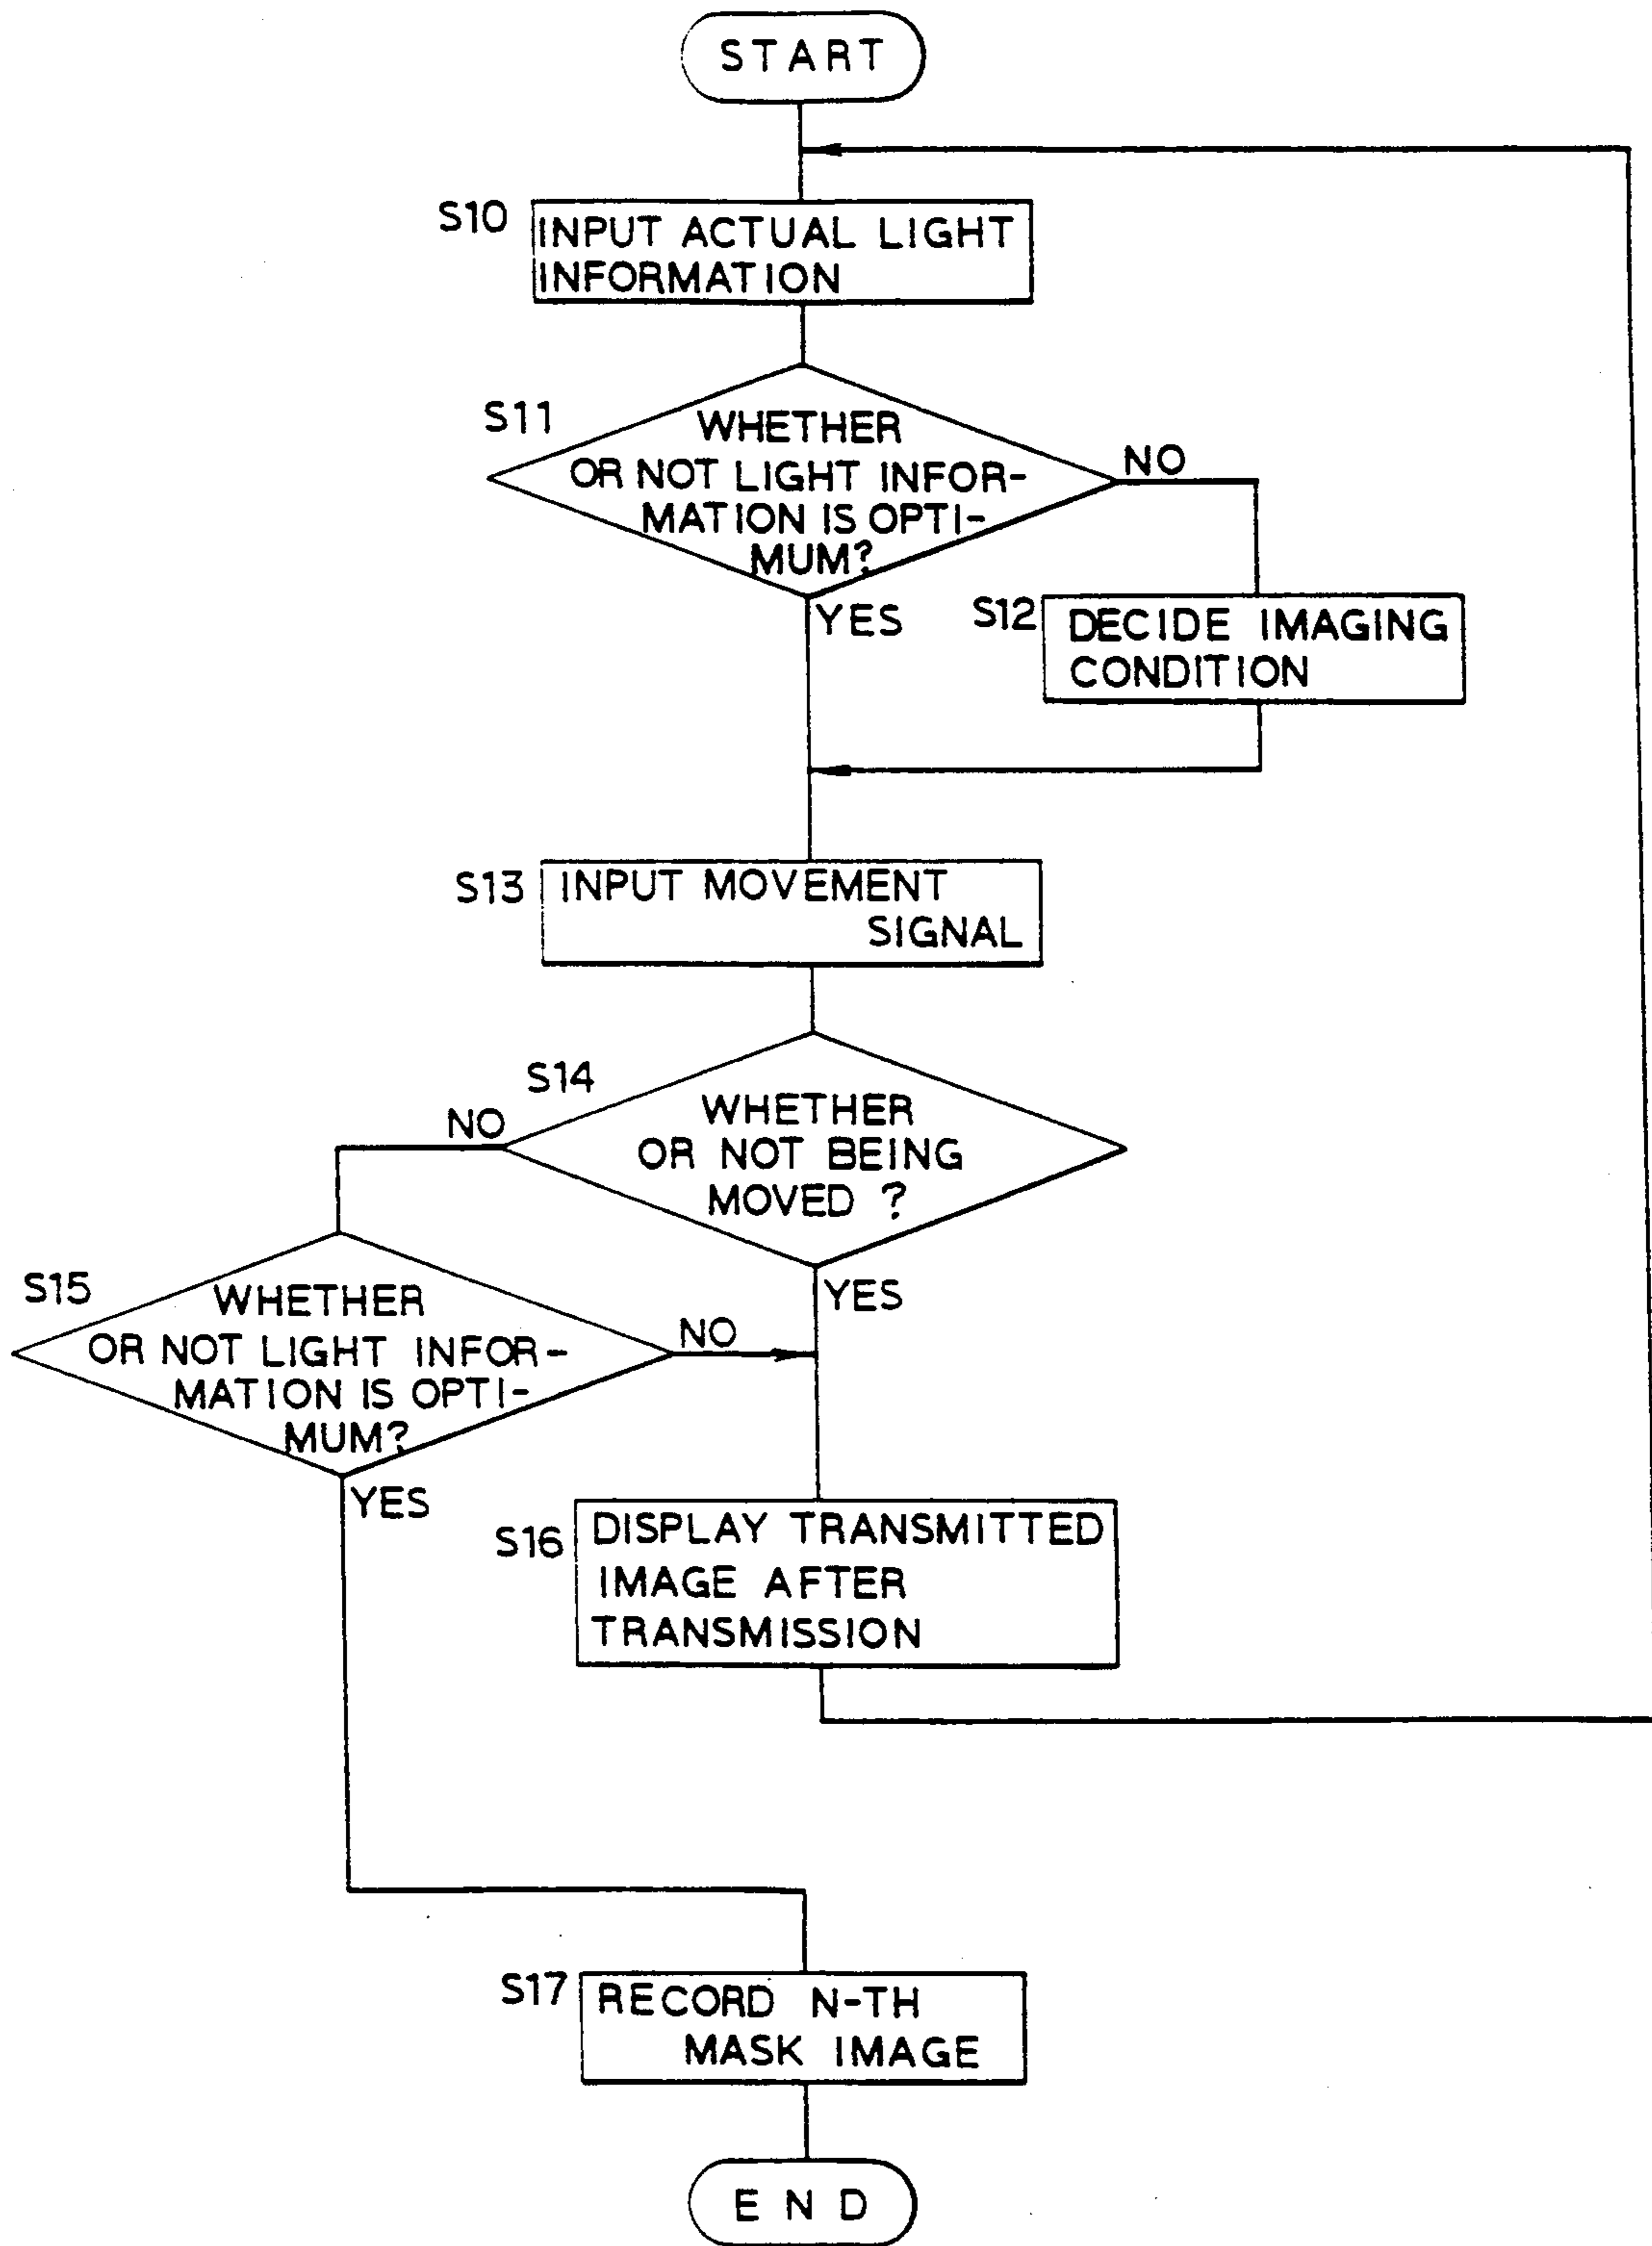 START
S10
INPUT ACTUAL LIGHT
INFORMATION
S11
WHETHER
OR NOT LIGHT INFOR-
MATION IS OPTI-
MUM?
NO
YES
S12
DECIDE IMAGING
CONDITION
S13
INPUT MOVEMENT
SIGNAL
S14
WHETHER
OR NOT BEING
MOVED ?
NO
YES
S15
WHETHER
OR NOT LIGHT INFOR-
MATION IS OPTI-
MUM?
NO
YES
S16
DISPLAY TRANSMITTED
IMAGE AFTER
TRANSMISSION
S17
RECORD N-TH
MASK IMAGE
END